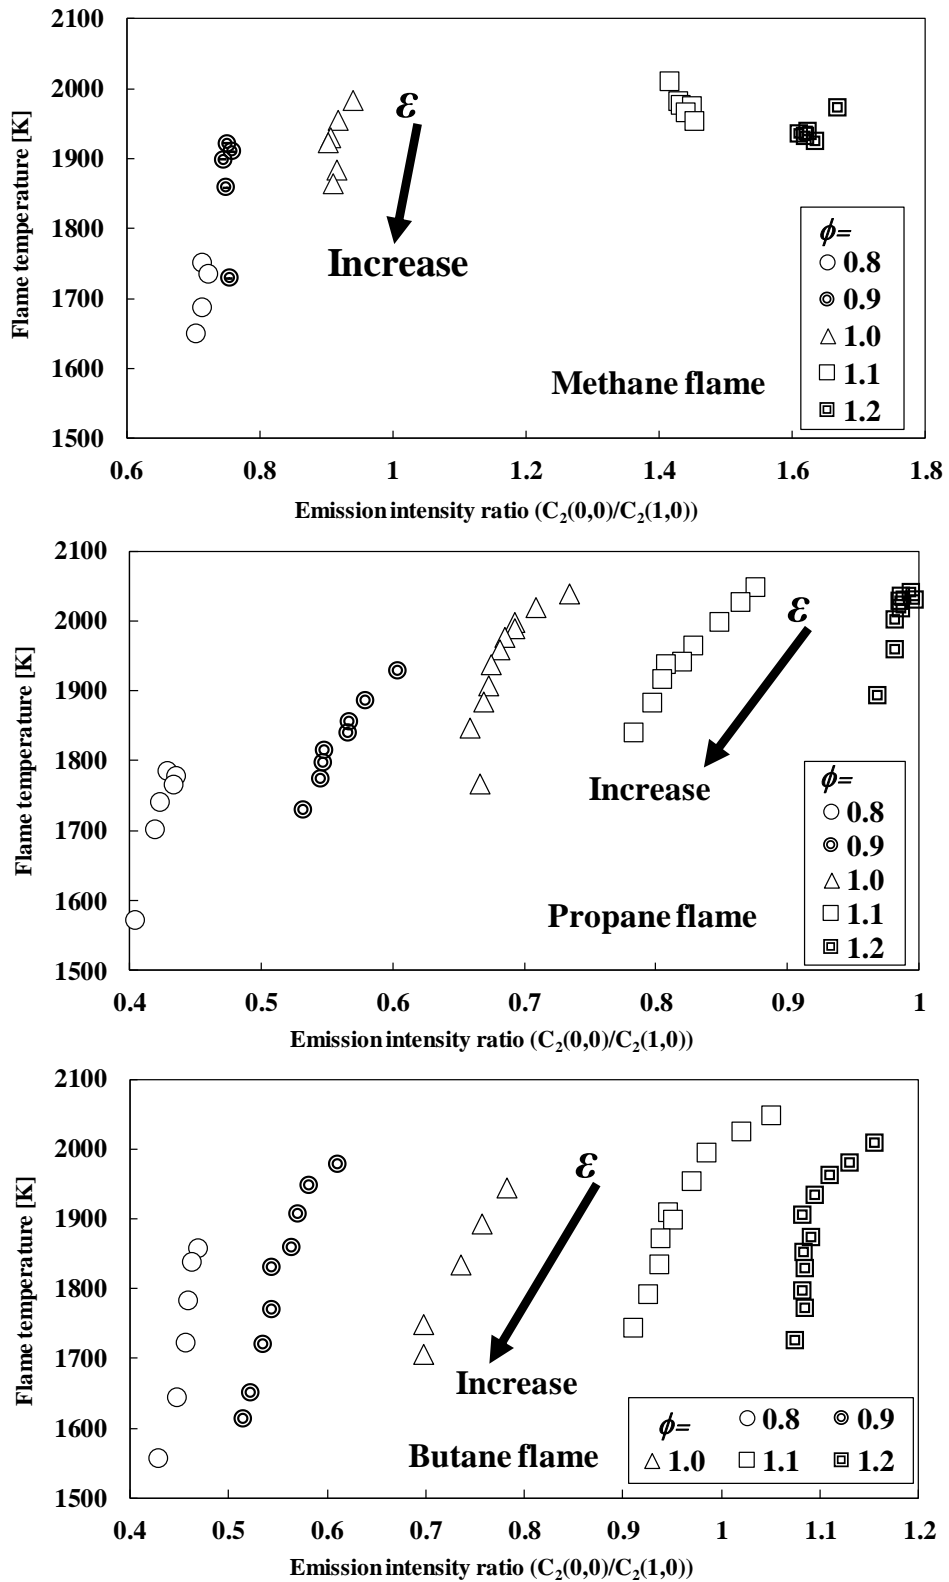 2100
2000
1900
1800
1700
1600
1500
Flame temperature [K]
ε
Increase
Methane flame
ϕ=
0.8
0.9
1.0
1.1
1.2
0.6 0.8 1 1.2 1.4 1.6 1.8
Emission intensity ratio (C₂(0,0)/C₂(1,0))
2100
2000
1900
1800
1700
1600
1500
Flame temperature [K]
ε
Increase
Propane flame
ϕ=
0.8
0.9
1.0
1.1
1.2
0.4 0.5 0.6 0.7 0.8 0.9 1
Emission intensity ratio (C₂(0,0)/C₂(1,0))
2100
2000
1900
1800
1700
1600
1500
Flame temperature [K]
ε
Increase
Butane flame
ϕ= 0.8 0.9
1.0 1.1 1.2
0.4 0.5 0.6 0.7 0.8 0.9 1 1.1 1.2
Emission intensity ratio (C₂(0,0)/C₂(1,0))